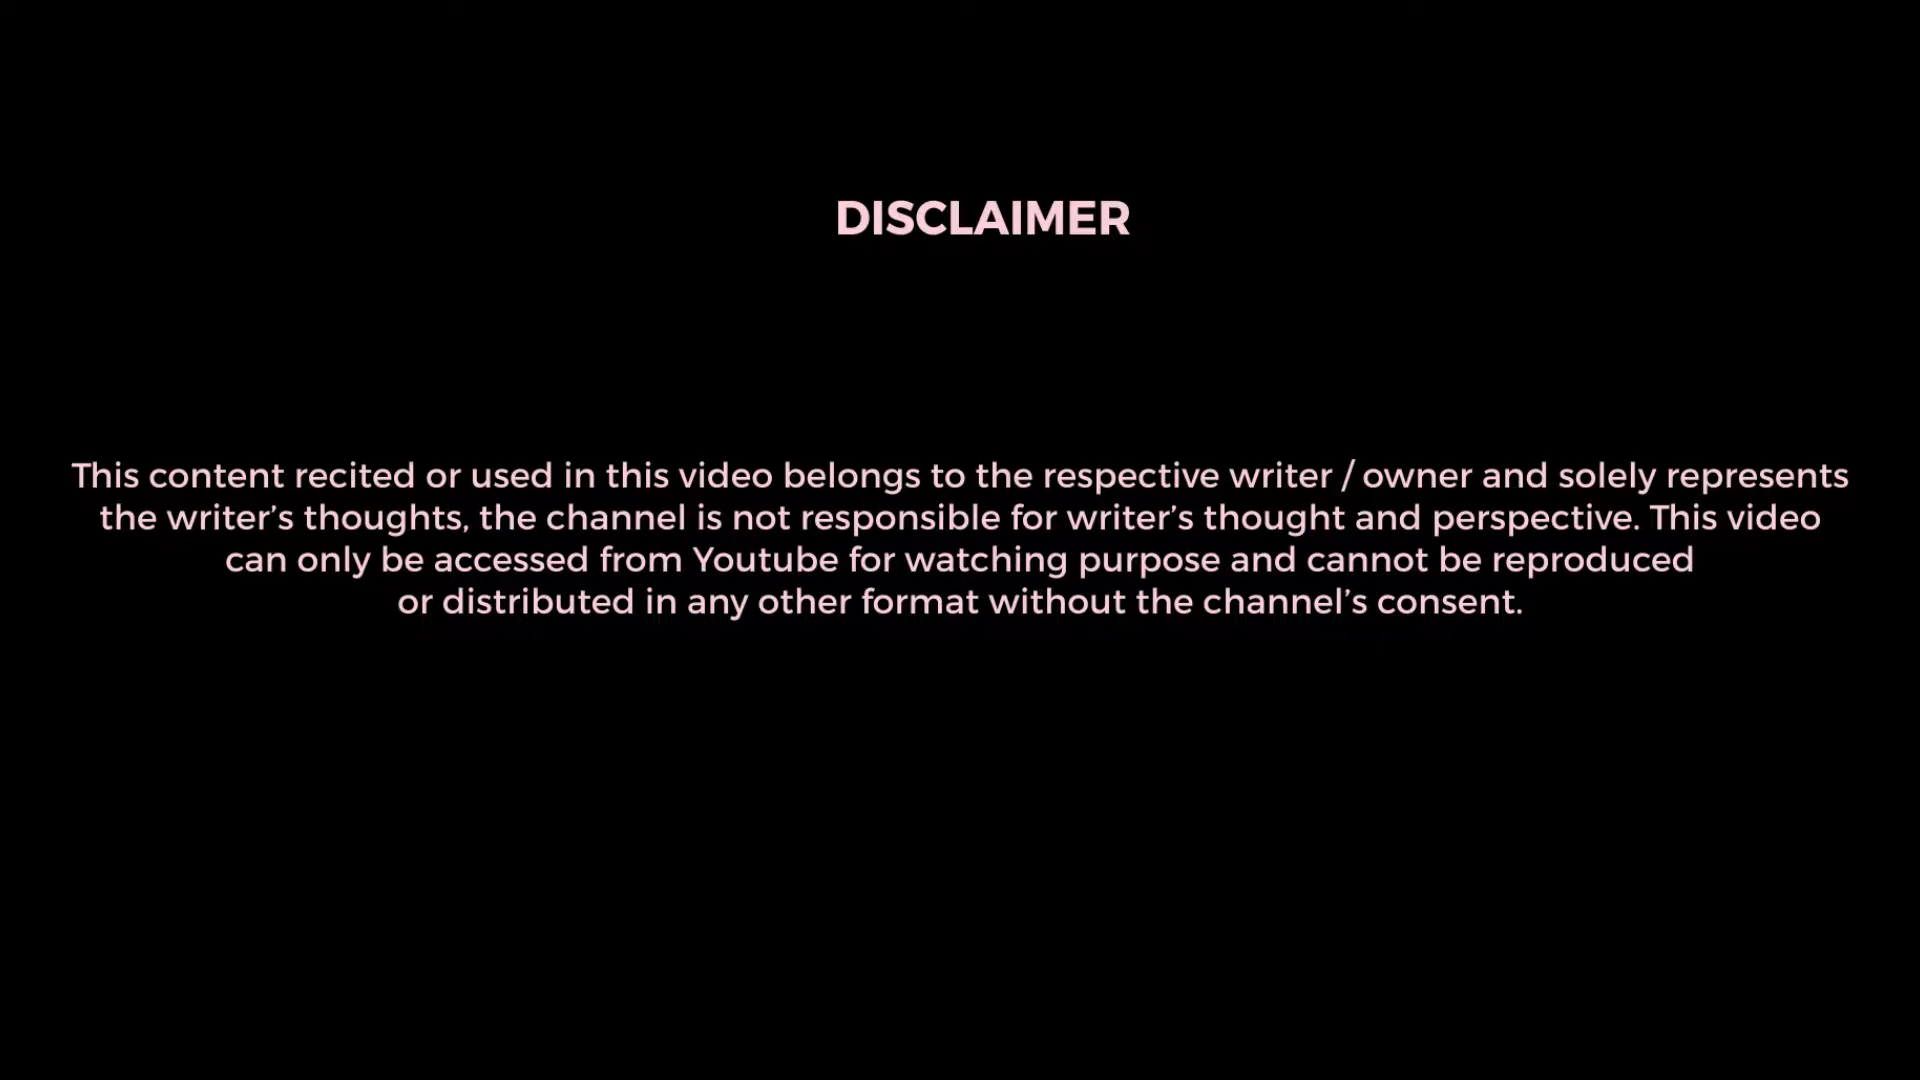 DISCLAIMER
This content recited or used in this video belongs to the respective writer / owner and solely represents
the writer’s thoughts, the channel is not responsible for writer’s thought and perspective. This video
can only be accessed from Youtube for watching purpose and cannot be reproduced
or distributed in any other format without the channel’s consent.